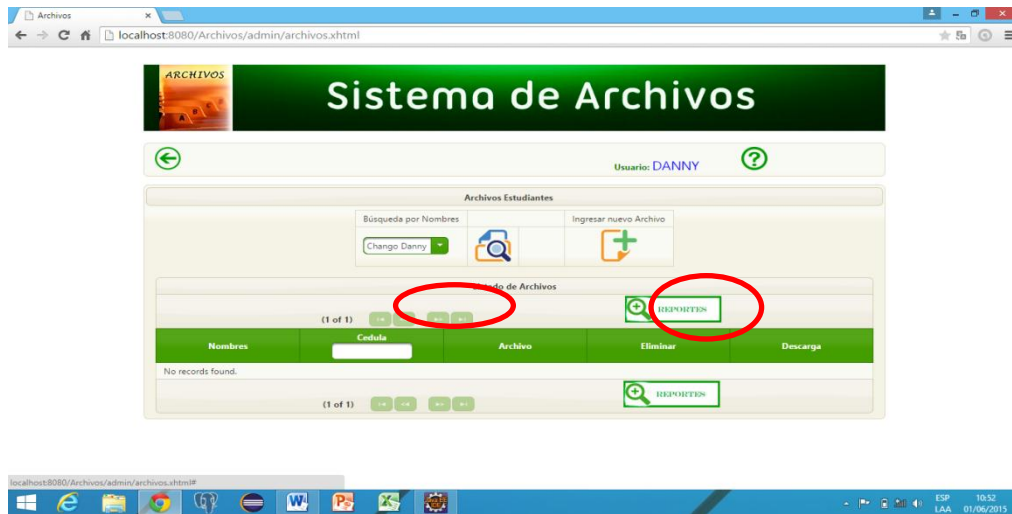 Archivos
localhost:8080/Archivos/admin/archivos.xhtml
ARCHIVOS
Sistema de Archivos
Usuario: DANNY
Archivos Estudiantes
Búsqueda por Nombres
Ingresar nuevo Archivo
Chango Danny
de Archivos
(1 of 1)
REPORTES
Nombres
Cedula
Archivo
Eliminar
Descarga
No records found.
(1 of 1)
REPORTES
localhost:8080/Archivos/admin/archivos.xhtml#
ESP
10:52
LAA
01/06/2015